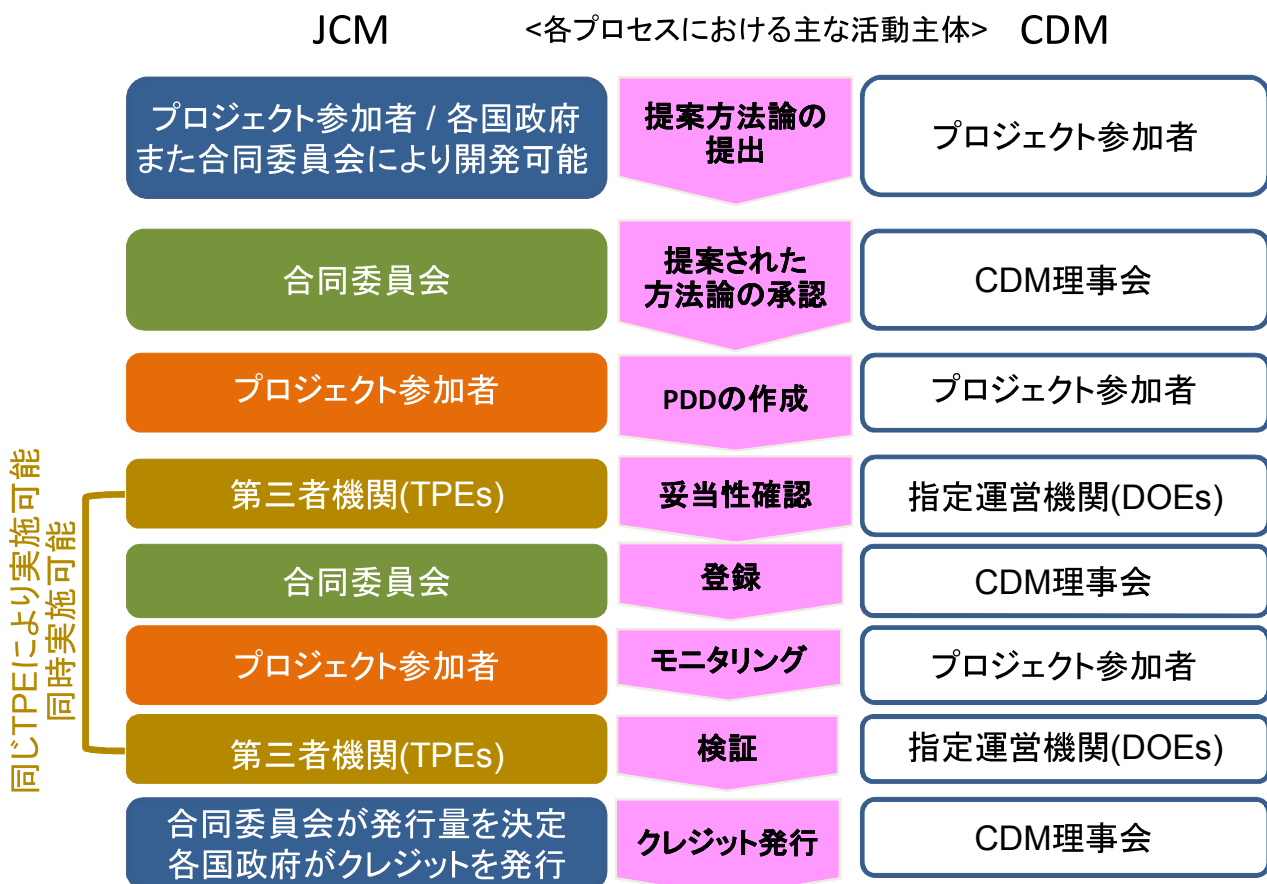 JCM
<各プロセスにおける主な活動主体>
CDM
プロジェクト参加者 / 各国政府
また合同委員会により開発可能
提案方法論の
提出
プロジェクト参加者
合同委員会
提案された
方法論の承認
CDM理事会
プロジェクト参加者
PDDの作成
プロジェクト参加者
同じTPEにより実施可能
同時実施可能
第三者機関(TPEs)
妥当性確認
指定運営機関(DOEs)
合同委員会
登録
CDM理事会
プロジェクト参加者
モニタリング
プロジェクト参加者
第三者機関(TPEs)
検証
指定運営機関(DOEs)
合同委員会が発行量を決定
各国政府がクレジットを発行
クレジット発行
CDM理事会